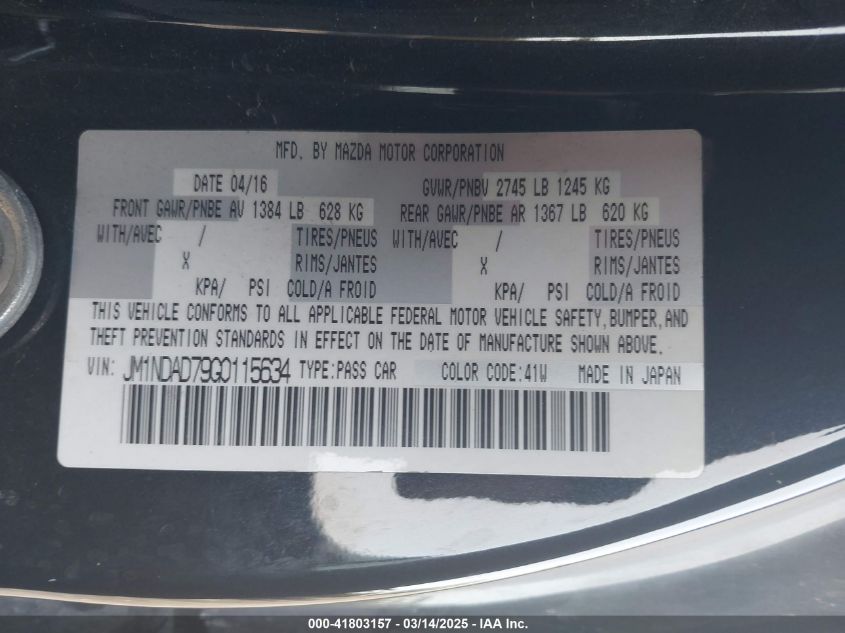 MFD. BY MAZDA MOTOR CORPORATION
DATE 04/16 GVWR/PNBV 2745 LB 1245 KG
FRONT GAWR/PNBE AV 1384 LB 628 KG REAR GAWR/PNBE AR 1367 LB 620 KG
WITH/AVEC / TIRES/PNEUS WITH/AVEC / TIRES/PNEUS
X RIMS/JANTES X RIMS/JANTES
KPA/ PSI COLD/A FROID KPA/ PSI COLD/A FROID
THIS VEHICLE CONFORMS TO ALL APPLICABLE FEDERAL MOTOR VEHICLE SAFETY,BUMPER,AND
THEFT PREVENTION STANDARDS IN EFFECT ON THE DATE OF MANUFACTURE SHOWN ABOVE.
VIN: JM1NDAD79G0115634 TYPE:PASS CAR COLOR CODE:41W MADE IN JAPAN
000-41803157 — 03/14/2025 — IAA Inc.